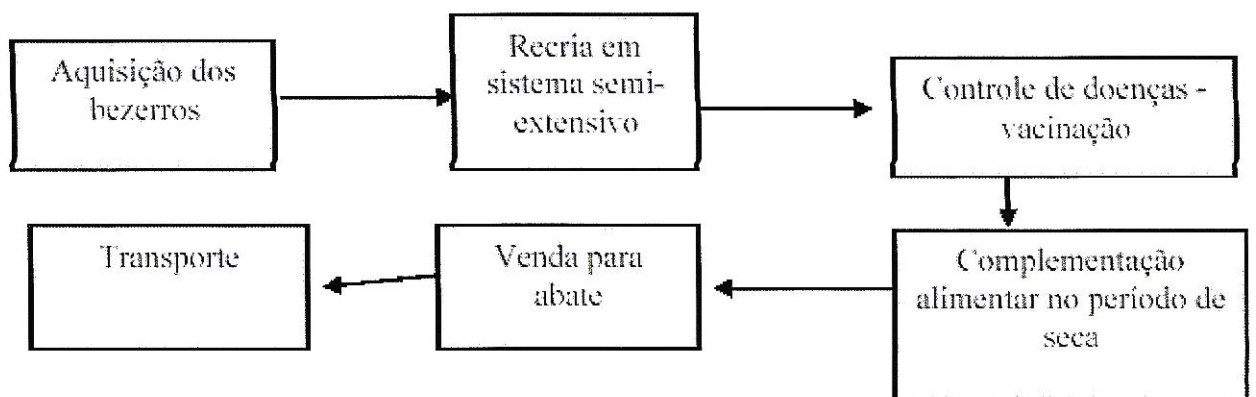 Aquisição dos
bezerros
Recria em
sistema semi-
extensivo
Controle de doenças -
vacinação
Complementação
alimentar no período de
seca
Venda para
abate
Transporte